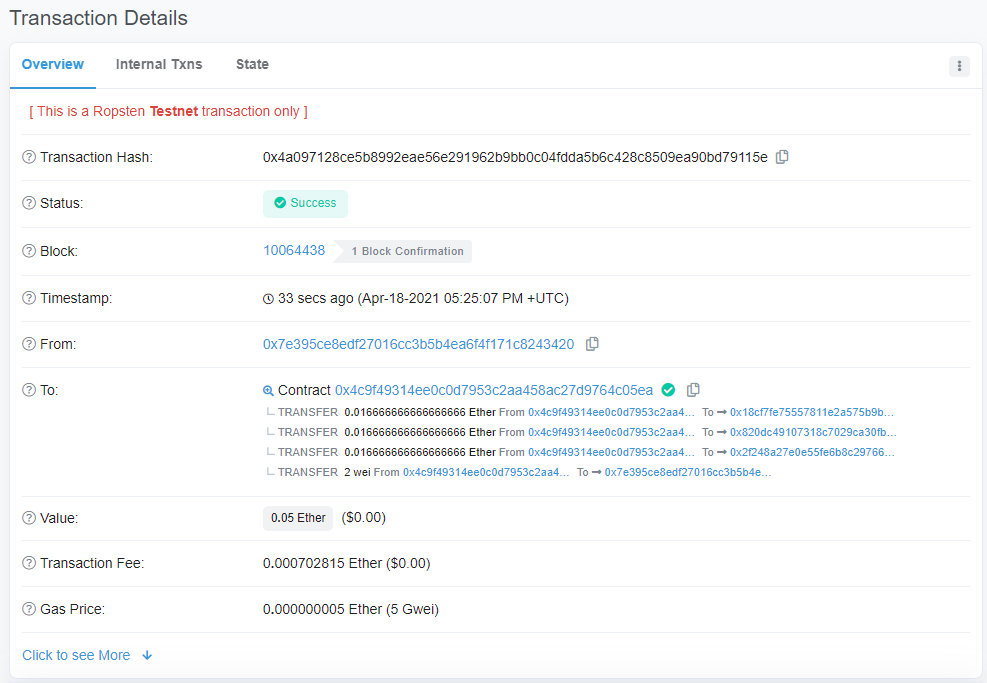 Transaction Details
Overview Internal Txns State
[ This is a Ropsten Testnet transaction only ]
Transaction Hash: 0x4a097128ce5b8992eae56e291962b9bb0c04fdda5b6c428c8509ea90bd79115e
Status: Success
Block: 10064438 1 Block Confirmation
Timestamp: 33 secs ago (Apr-18-2021 05:25:07 PM +UTC)
From: 0x7e395ce8edf27016cc3b5b4ea6f4f171c8243420
To: Contract 0x4c9f49314ee0c0d7953c2aa458ac27d9764c05ea
TRANSFER 0.016666666666666666 Ether From 0x4c9f49314ee0c0d7953c2aa4... To → 0x18cf7fe75557811e2a575b9b...
TRANSFER 0.016666666666666666 Ether From 0x4c9f49314ee0c0d7953c2aa4... To → 0x820dc49107318c7029ca30fb...
TRANSFER 0.016666666666666666 Ether From 0x4c9f49314ee0c0d7953c2aa4... To → 0x2f248a27e0e55fe6b8c29766...
TRANSFER 2 wei From 0x4c9f49314ee0c0d7953c2aa4... To → 0x7e395ce8edf27016cc3b5b4e...
Value: 0.05 Ether ($0.00)
Transaction Fee: 0.000702815 Ether ($0.00)
Gas Price: 0.000000005 Ether (5 Gwei)
Click to see More ↓